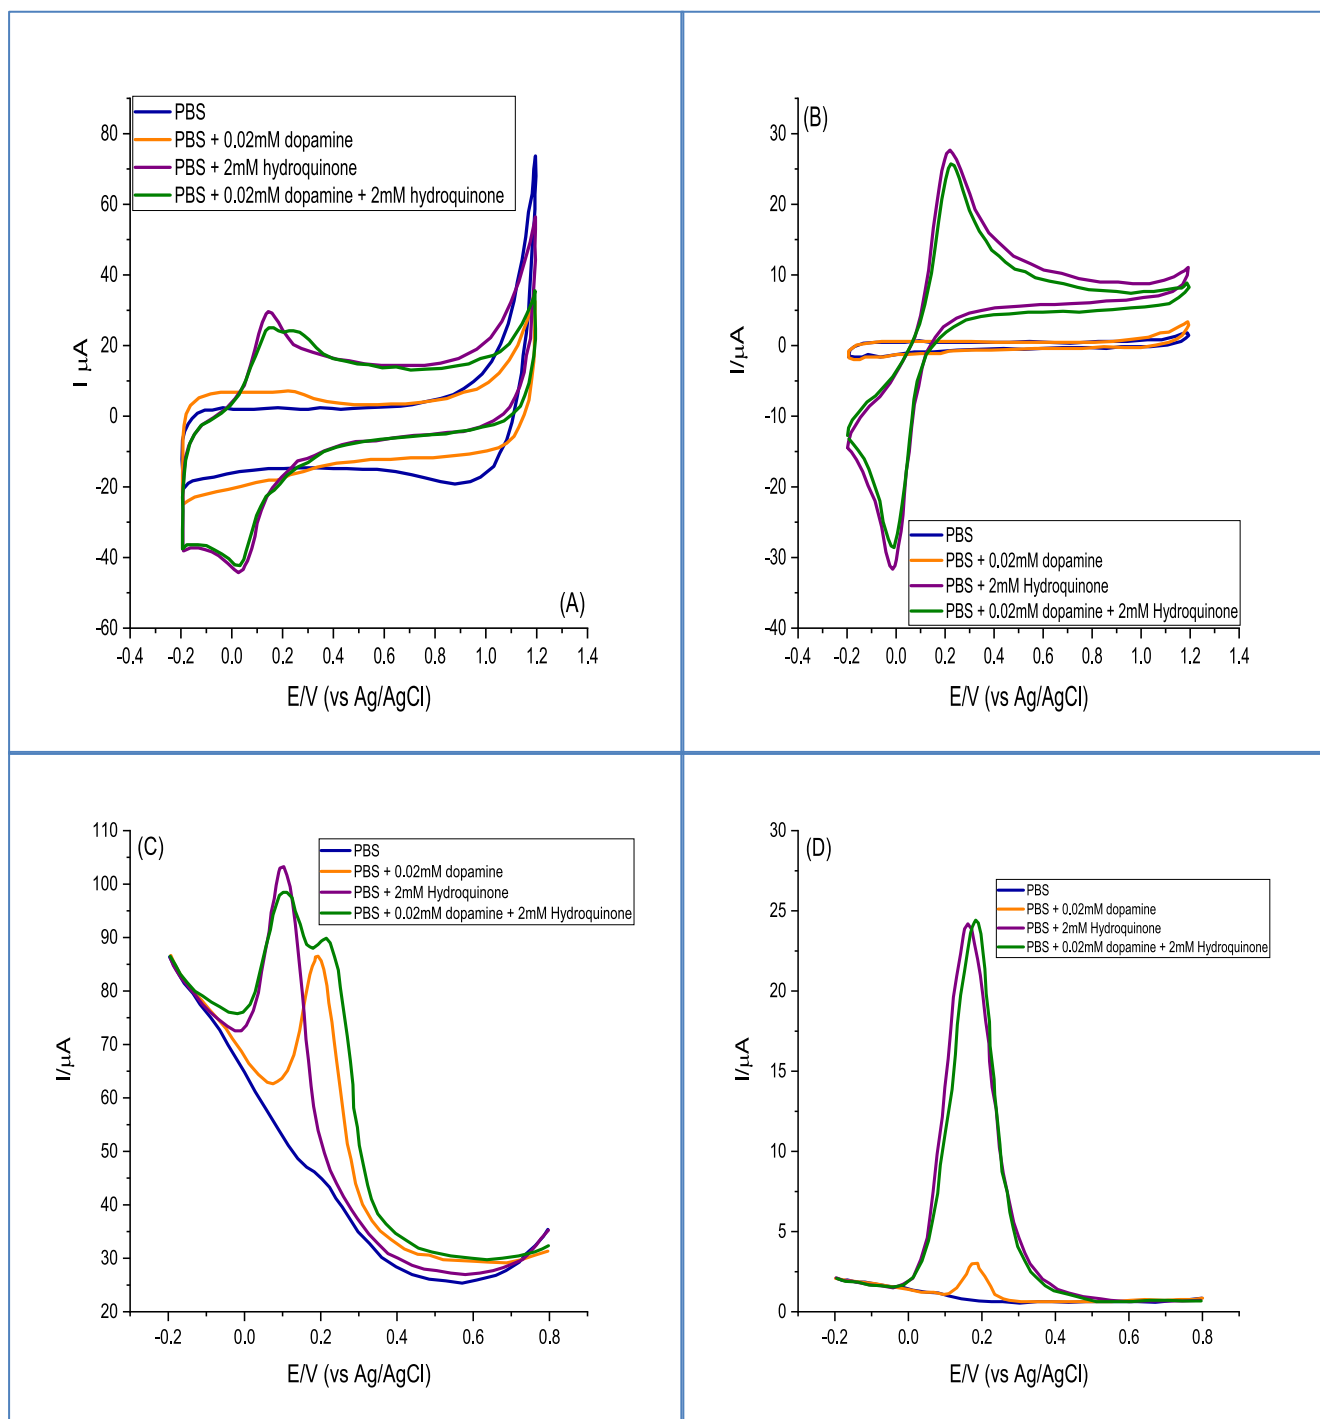 PBS
PBS + 0.02mM dopamine
PBS + 2mM hydroquinone
PBS + 0.02mM dopamine + 2mM hydroquinone
80
60
40
20
0
-20
-40
-60
I µA
(A)
-0.4 -0.2 0.0 0.2 0.4 0.6 0.8 1.0 1.2 1.4
E/V (vs Ag/AgCl)
(B)
30
20
10
0
-10
-20
-30
-40
I/µA
PBS
PBS + 0.02mM dopamine
PBS + 2mM Hydroquinone
PBS + 0.02mM dopamine + 2mM Hydroquinone
-0.4 -0.2 0.0 0.2 0.4 0.6 0.8 1.0 1.2 1.4
E/V (vs Ag/AgCl)
(C)
PBS
PBS + 0.02mM dopamine
PBS + 2mM Hydroquinone
PBS + 0.02mM dopamine + 2mM Hydroquinone
110
100
90
80
70
60
50
40
30
20
I/µA
-0.2 0.0 0.2 0.4 0.6 0.8
E/V (vs Ag/AgCl)
(D)
PBS
PBS + 0.02mM dopamine
PBS + 2mM Hydroquinone
PBS + 0.02mM dopamine + 2mM Hydroquinone
30
25
20
15
10
5
0
I/µA
-0.2 0.0 0.2 0.4 0.6 0.8
E/V (vs Ag/AgCl)